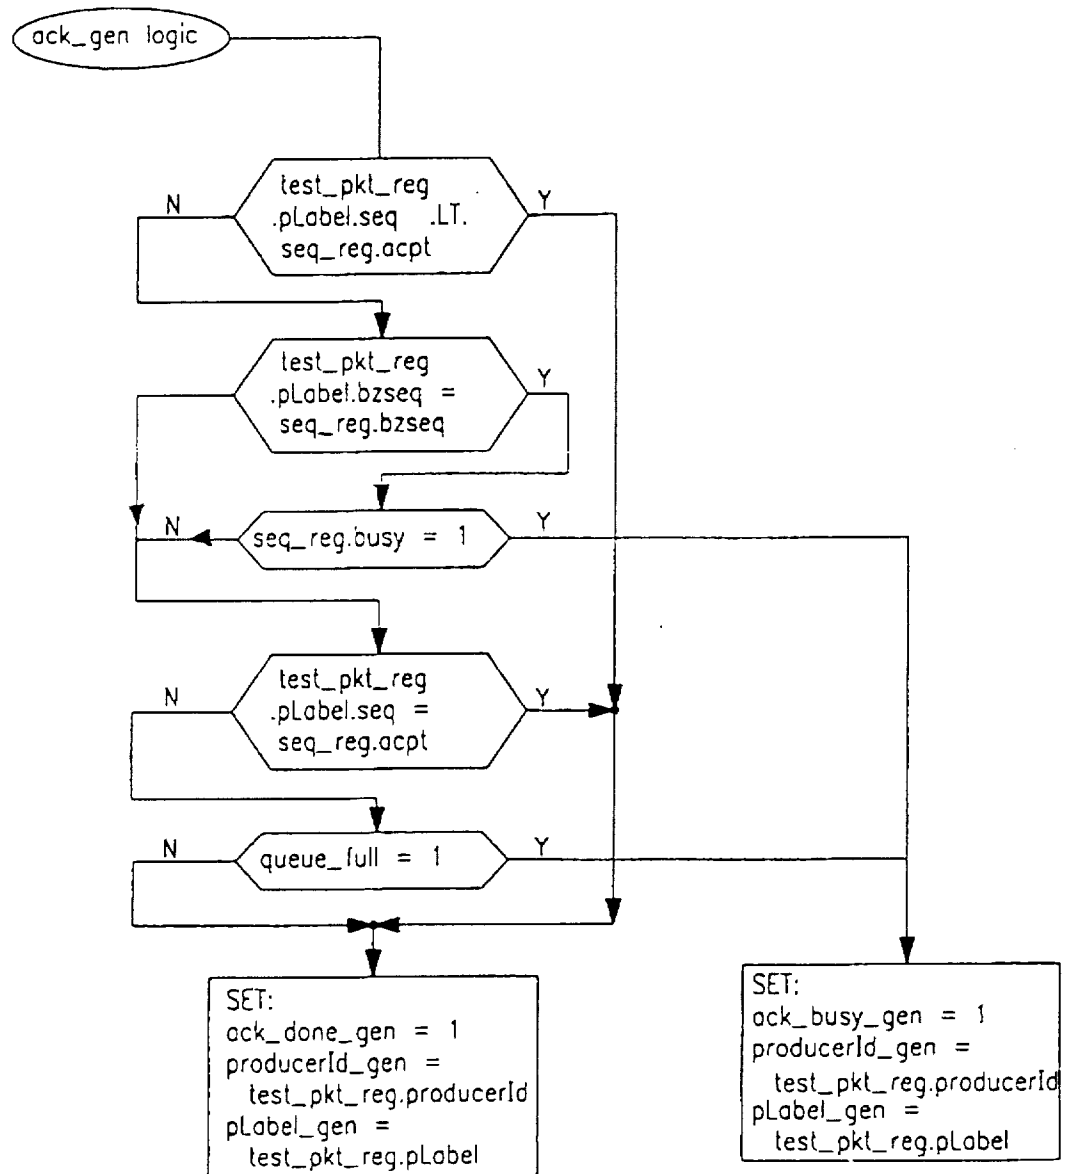 ack_gen logic
test_pkt_reg
N
.pLabel.seq .LT.
Y
seq_reg.acpt
test_pkt_reg
.pLabel.bzseq =
Y
seq_reg.bzseq
N
seq_reg.busy = 1
Y
test_pkt_reg
N
.pLabel.seq =
Y
seq_reg.acpt
N
queue_full = 1
Y
SET:
ack_done_gen = 1
producerId_gen =
test_pkt_reg.producerId
pLabel_gen =
test_pkt_reg.pLabel
SET:
ack_busy_gen = 1
producerId_gen =
test_pkt_reg.producerId
pLabel_gen =
test_pkt_reg.pLabel